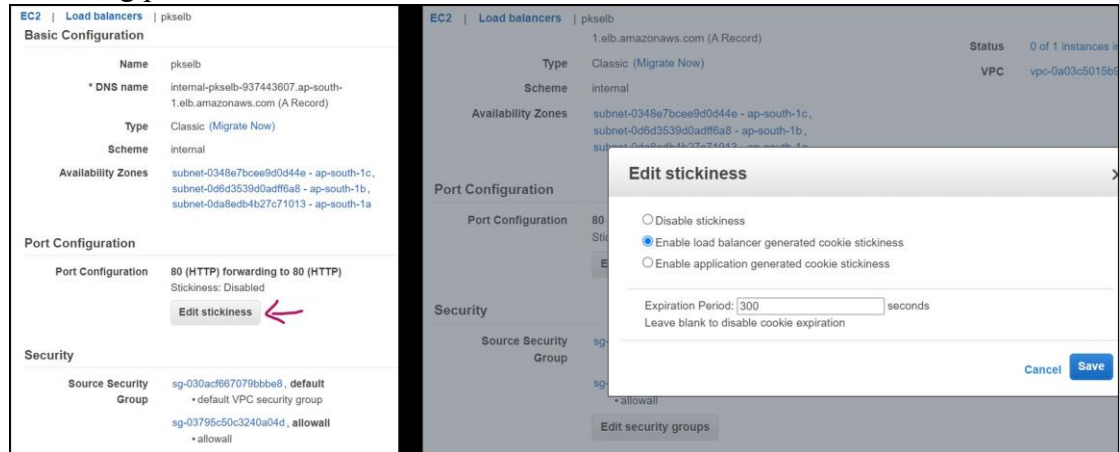 EC2 | Load balancers | pkselb
Basic Configuration
Name pkselb
* DNS name internal-pkselb-937443607.ap-south-
1.elb.amazonaws.com (A Record)
Type Classic (Migrate Now)
Scheme internal
Availability Zones subnet-0348e7bcee9d0d44e - ap-south-1c,
subnet-0d6d3539d0adff6a8 - ap-south-1b,
subnet-0da8edb4b27c71013 - ap-south-1a
Port Configuration
Port Configuration 80 (HTTP) forwarding to 80 (HTTP)
Stickiness: Disabled
Edit stickiness
Security
Source Security sg-030acf667079bbbe8, default
Group • default VPC security group
sg-03795c50c3240a04d, allowall
• allowall
EC2 | Load balancers | pkselb
1.elb.amazonaws.com (A Record)
Status 0 of 1 instances
Type Classic (Migrate Now)
VPC vpc-0a03c5015b9
Scheme internal
Availability Zones subnet-0348e7bcee9d0d44e - ap-south-1c,
subnet-0d6d3539d0adff6a8 - ap-south-1b,
Port Configuration
Port Configuration 80
Security
Source Security sg-
Group
sg-
• allowall
Edit security groups
Edit stickiness
Disable stickiness
Enable load balancer generated cookie stickiness
Enable application generated cookie stickiness
Expiration Period: 300 seconds
Leave blank to disable cookie expiration
Cancel Save